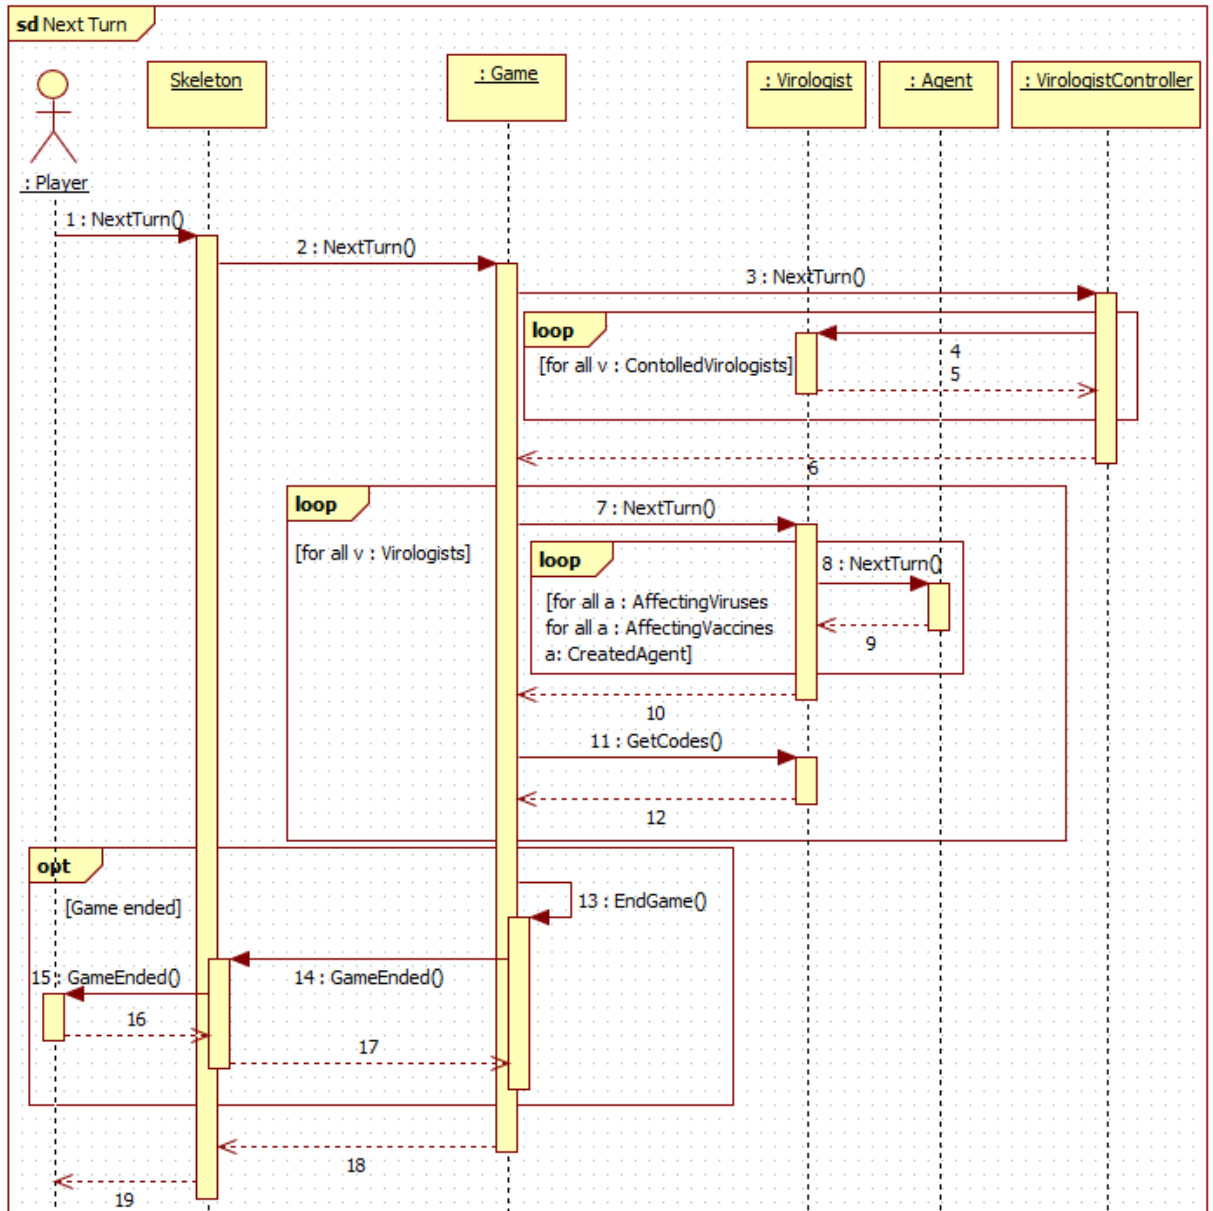 sd Next Turn
Skeleton
: Game
: Virologist
: Agent
: VirologistController
: Player
1 : NextTurn()
2 : NextTurn()
3 : NextTurn()
loop
[for all v : ContolledVirologists]
4
5
6
loop
[for all v : Virologists]
7 : NextTurn()
loop
8 : NextTurn()
[for all a : AffectingViruses
for all a : AffectingVaccines
a: CreatedAgent]
9
10
11 : GetCodes()
12
opt
[Game ended]
13 : EndGame()
14 : GameEnded()
15 : GameEnded()
16
17
18
19